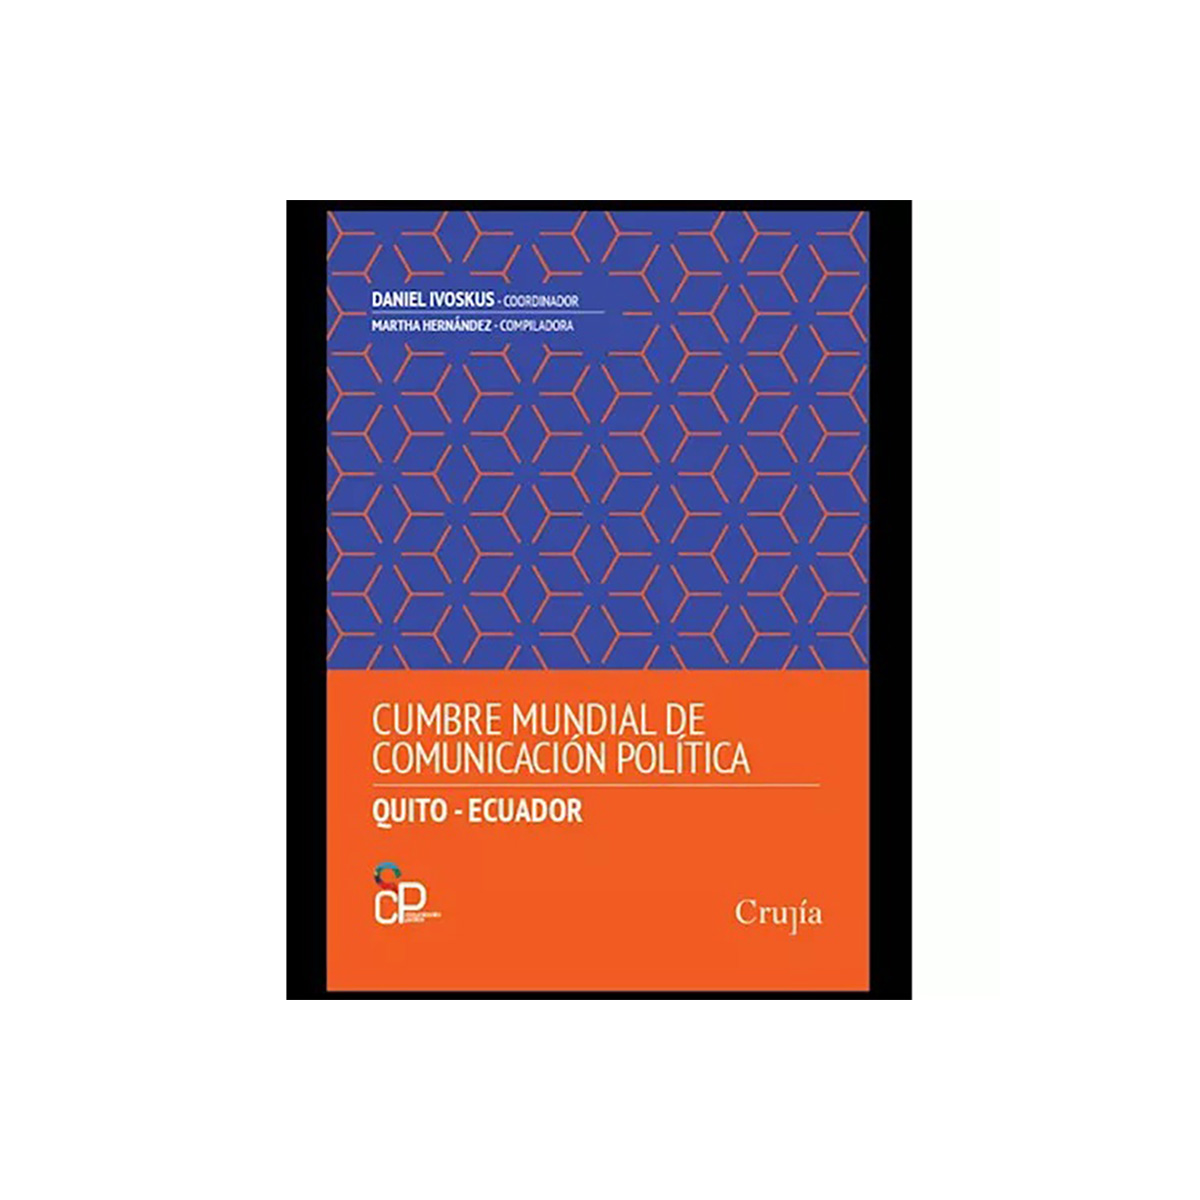 DANIEL IVOSKUS - COORDINADOR
MARTHA HERNÁNDEZ - COMPILADORA
CUMBRE MUNDIAL DE
COMUNICACIÓN POLÍTICA
QUITO - ECUADOR
CP
Crujía